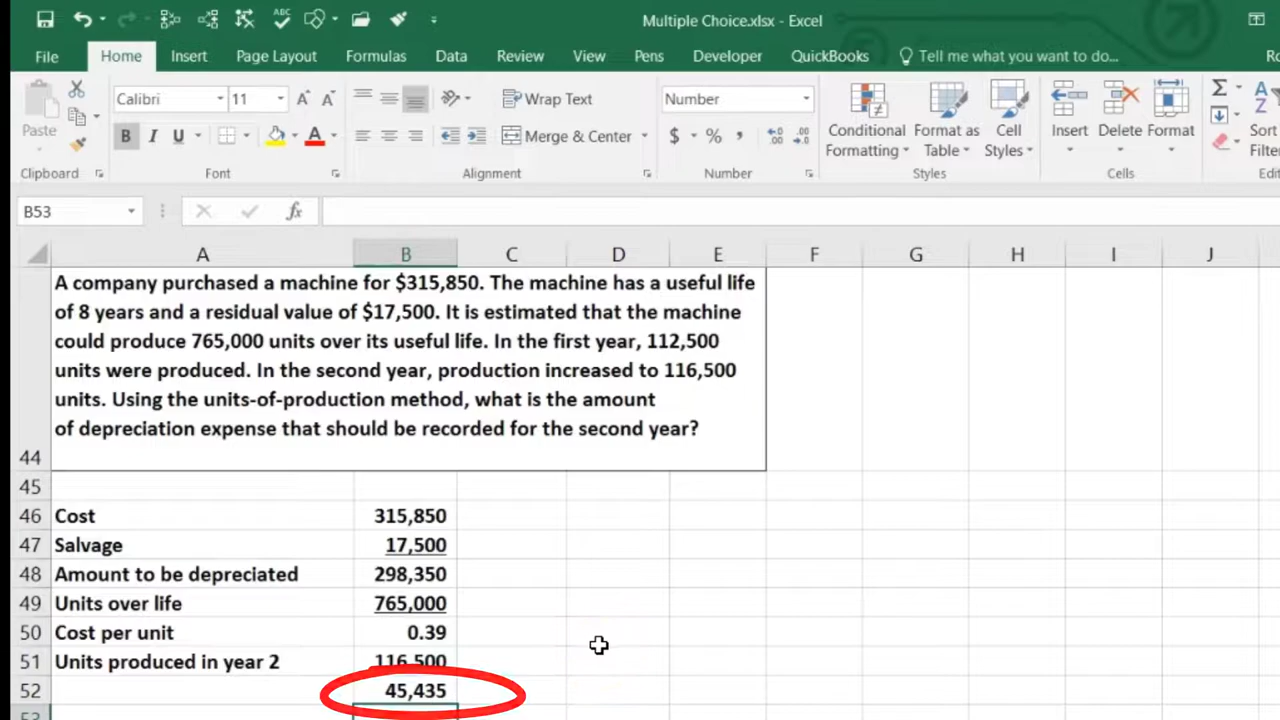 Multiple Choice.xlsx - Excel
File Home Insert Page Layout Formulas Data Review View Pens Developer QuickBooks Tell me what you want to do... Ro
Paste
Calibri 11
Wrap Text
Number
B I U
Merge & Center
$ % ,
Conditional Formatting
Format as Table
Cell Styles
Insert Delete Format
Sort
Filter
Clipboard Font Alignment Number Styles Cells Edit
B53 fx
A B C D E F G H I J
A company purchased a machine for $315,850. The machine has a useful life
of 8 years and a residual value of $17,500. It is estimated that the machine
could produce 765,000 units over its useful life. In the first year, 112,500
units were produced. In the second year, production increased to 116,500
units. Using the units-of-production method, what is the amount
of depreciation expense that should be recorded for the second year?
44
45
46 Cost 315,850
47 Salvage 17,500
48 Amount to be depreciated 298,350
49 Units over life 765,000
50 Cost per unit 0.39
51 Units produced in year 2 116,500
52 45,435
53